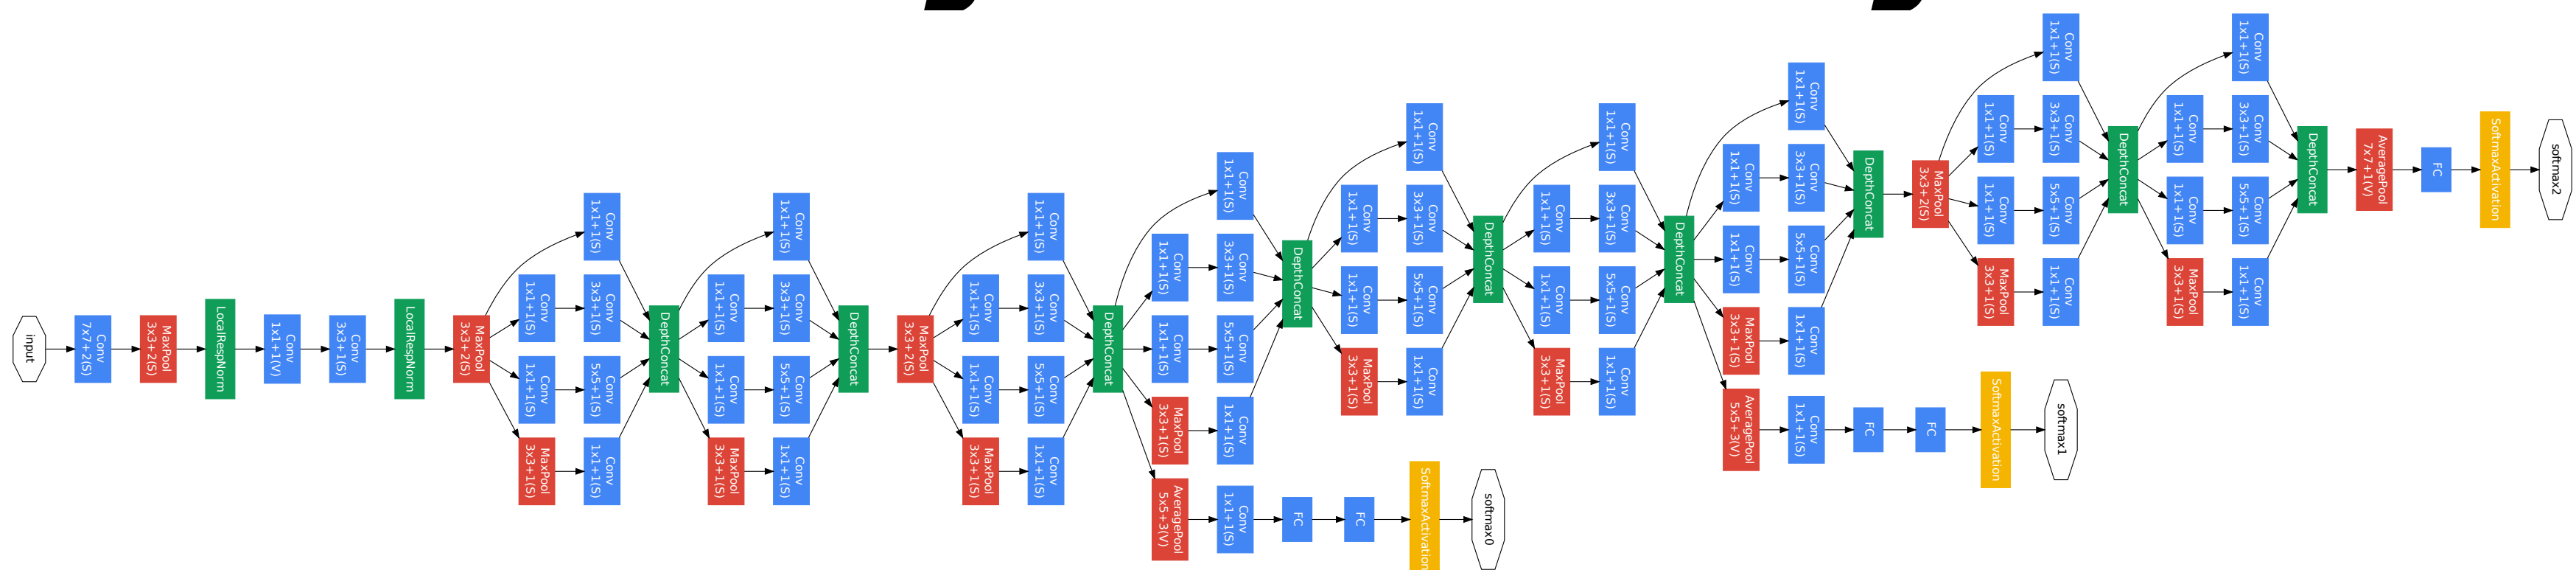 input
Conv
7x7+2(S)
MaxPool
3x3+2(S)
LocalRespNorm
Conv
1x1+1(V)
Conv
3x3+1(S)
LocalRespNorm
MaxPool
3x3+2(S)
Conv
1x1+1(S)
Conv
1x1+1(S)
MaxPool
3x3+1(S)
Conv
1x1+1(S)
Conv
3x3+1(S)
Conv
5x5+1(S)
Conv
1x1+1(S)
DepthConcat
Conv
1x1+1(S)
Conv
1x1+1(S)
MaxPool
3x3+1(S)
Conv
1x1+1(S)
Conv
3x3+1(S)
Conv
5x5+1(S)
Conv
1x1+1(S)
DepthConcat
MaxPool
3x3+2(S)
Conv
1x1+1(S)
Conv
1x1+1(S)
MaxPool
3x3+1(S)
Conv
1x1+1(S)
Conv
3x3+1(S)
Conv
5x5+1(S)
Conv
1x1+1(S)
DepthConcat
Conv
1x1+1(S)
Conv
1x1+1(S)
MaxPool
3x3+1(S)
AveragePool
5x5+3(V)
Conv
1x1+1(S)
Conv
3x3+1(S)
Conv
5x5+1(S)
Conv
1x1+1(S)
Conv
1x1+1(S)
DepthConcat
FC
Conv
1x1+1(S)
Conv
1x1+1(S)
MaxPool
3x3+1(S)
FC
Conv
1x1+1(S)
Conv
3x3+1(S)
Conv
5x5+1(S)
Conv
1x1+1(S)
SoftmaxActivation
DepthConcat
softmax0
Conv
1x1+1(S)
Conv
1x1+1(S)
MaxPool
3x3+1(S)
Conv
1x1+1(S)
Conv
3x3+1(S)
Conv
5x5+1(S)
Conv
1x1+1(S)
DepthConcat
Conv
1x1+1(S)
Conv
1x1+1(S)
MaxPool
3x3+1(S)
AveragePool
5x5+3(V)
Conv
1x1+1(S)
Conv
3x3+1(S)
Conv
5x5+1(S)
Conv
1x1+1(S)
Conv
1x1+1(S)
DepthConcat
FC
MaxPool
3x3+2(S)
FC
Conv
1x1+1(S)
Conv
1x1+1(S)
MaxPool
3x3+1(S)
SoftmaxActivation
Conv
1x1+1(S)
Conv
3x3+1(S)
Conv
5x5+1(S)
Conv
1x1+1(S)
softmax1
DepthConcat
Conv
1x1+1(S)
Conv
1x1+1(S)
MaxPool
3x3+1(S)
Conv
1x1+1(S)
Conv
3x3+1(S)
Conv
5x5+1(S)
Conv
1x1+1(S)
DepthConcat
AveragePool
7x7+1(V)
FC
SoftmaxActivation
softmax2